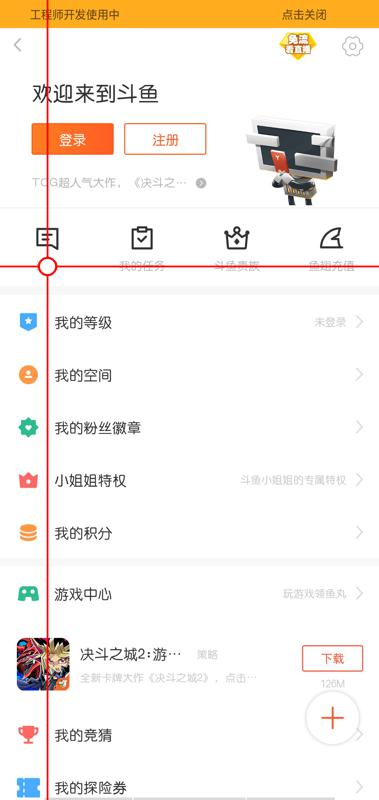 工程师开发使用中
点击关闭
免流
看直播
欢迎来到斗鱼
登录
注册
TCG超人气大作，《决斗之…
我的任务
斗鱼贵族
鱼翅充值
我的等级
未登录
我的空间
我的粉丝徽章
小姐姐特权
斗鱼小姐姐的专属特权
我的积分
游戏中心
玩游戏领鱼丸
决斗之城2:游…
策略
下载
全新卡牌大作《决斗之城2》，点击…
126M
我的竞猜
我的探险券